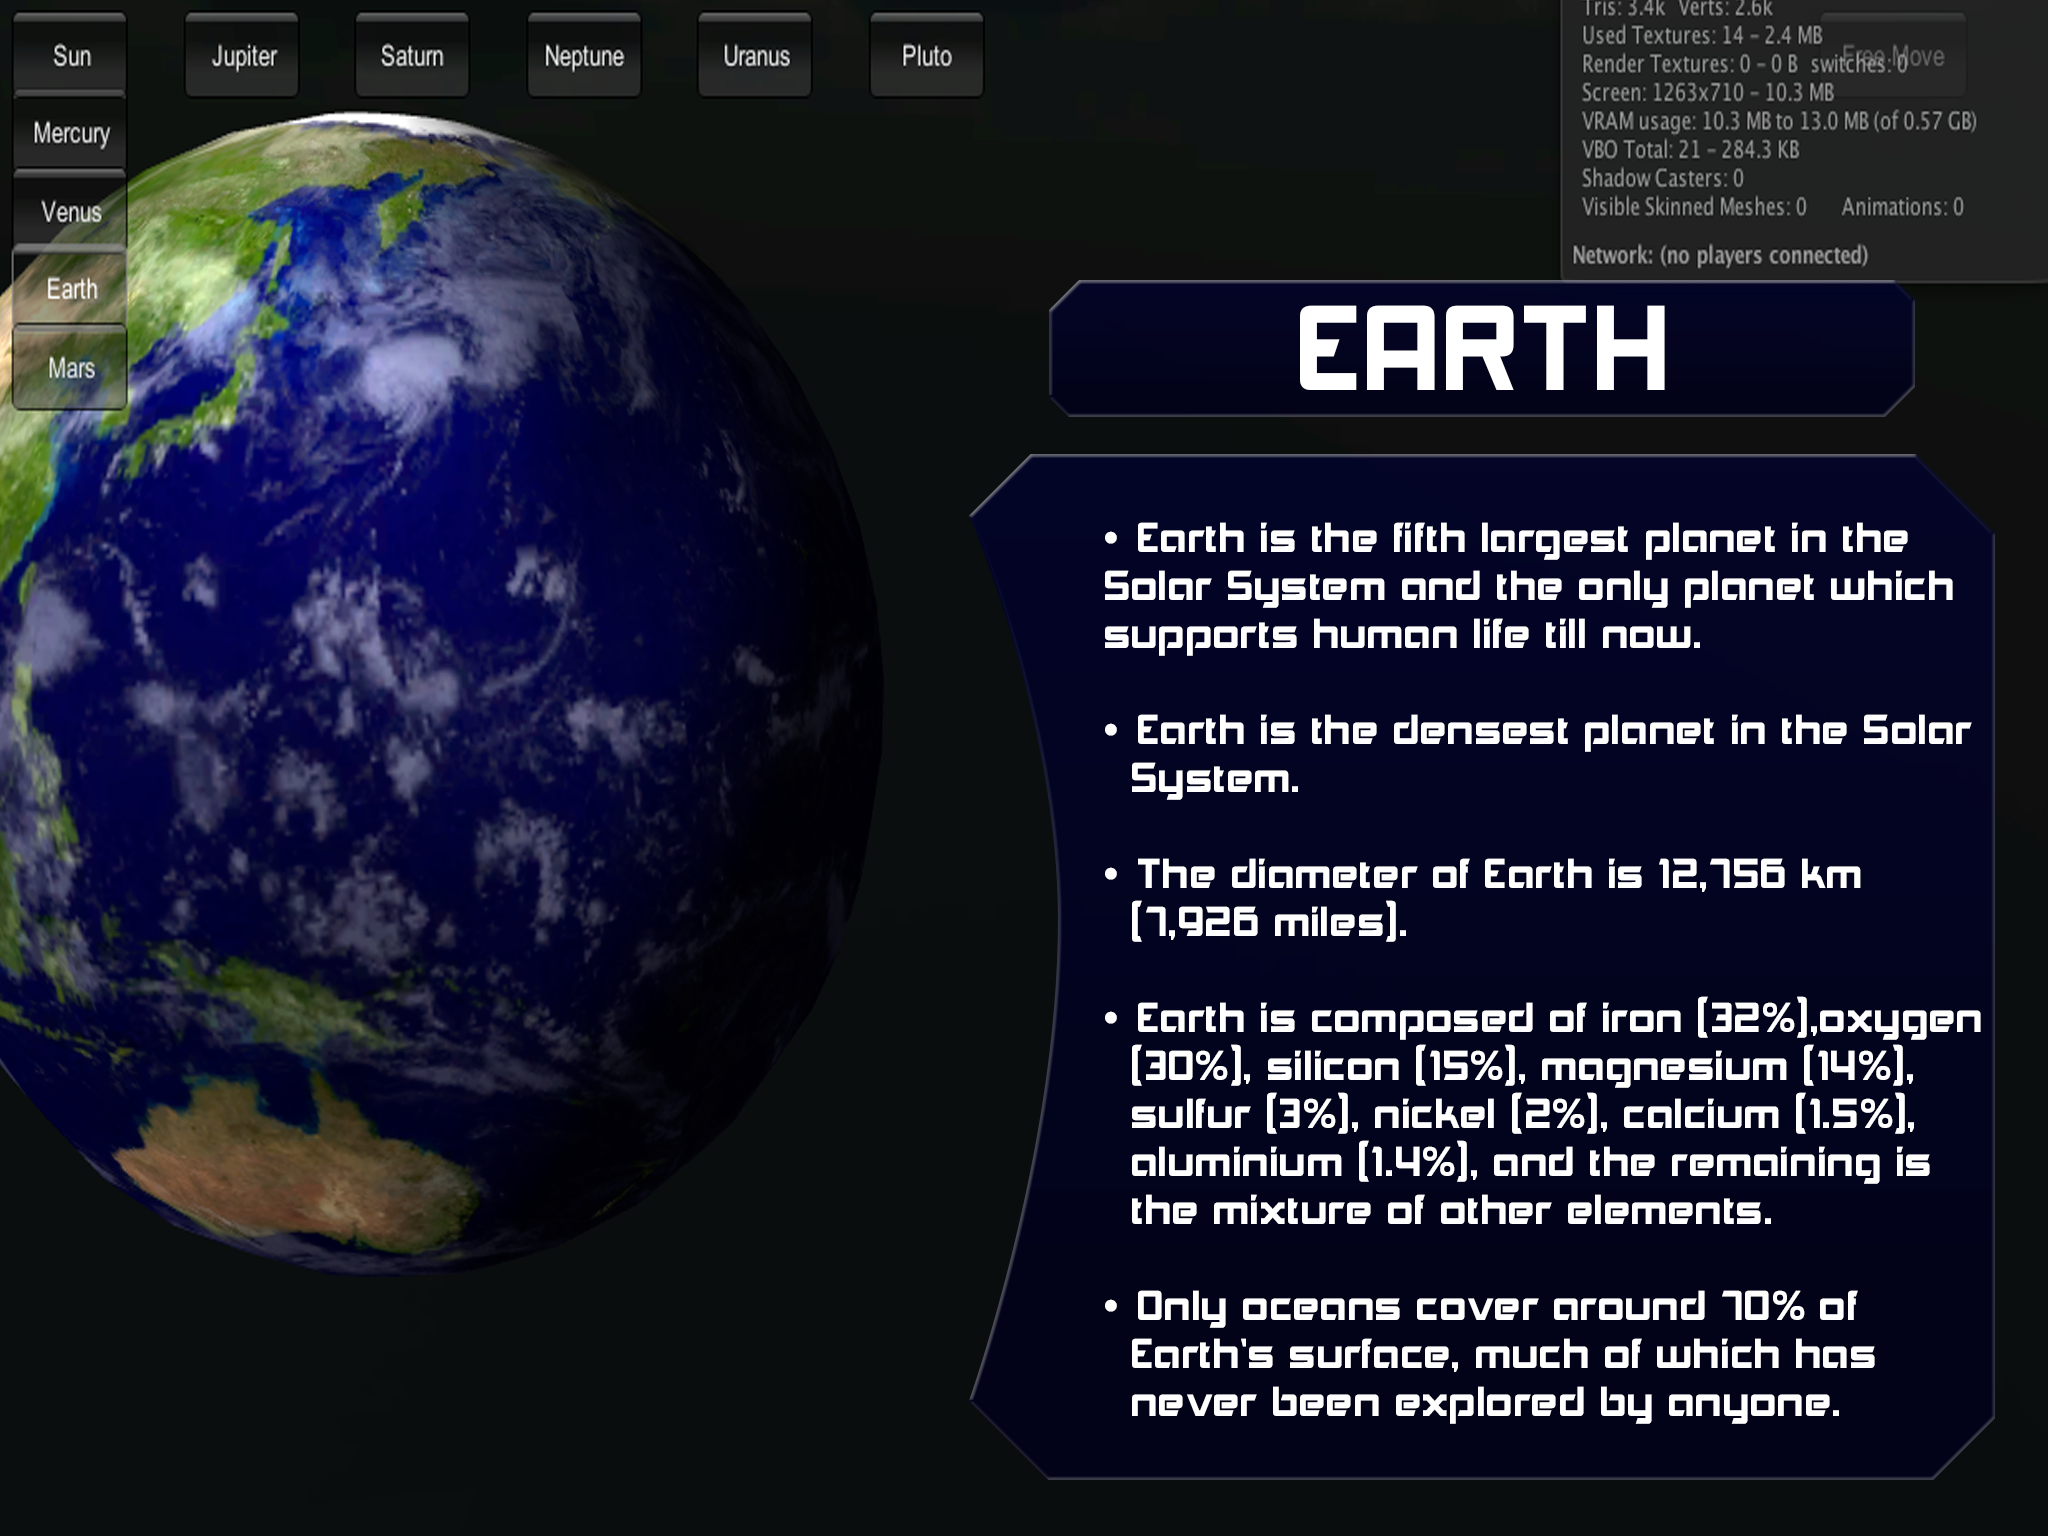 Sun Jupiter Saturn Neptune Uranus Pluto
Mercury
Venus
Earth
Mars
Tris: 3.4k Verts: 2.6k
Used Textures: 14 – 2.4 MB
Free Move
Render Textures: 0 – 0 B switches: 0
Screen: 1263x710 – 10.3 MB
VRAM usage: 10.3 MB to 13.0 MB (of 0.57 GB)
VBO Total: 21 – 284.3 KB
Shadow Casters: 0
Visible Skinned Meshes: 0 Animations: 0
Network: (no players connected)
EARTH
• Earth is the fifth largest planet in the
Solar System and the only planet which
supports human life till now.
• Earth is the densest planet in the Solar
System.
• The diameter of Earth is 12,756 km
(7,926 miles).
• Earth is composed of iron (32%),oxygen
(30%), silicon (15%), magnesium (14%),
sulfur (3%), nickel (2%), calcium (1.5%),
aluminium (1.4%), and the remaining is
the mixture of other elements.
• Only oceans cover around 70% of
Earth's surface, much of which has
never been explored by anyone.